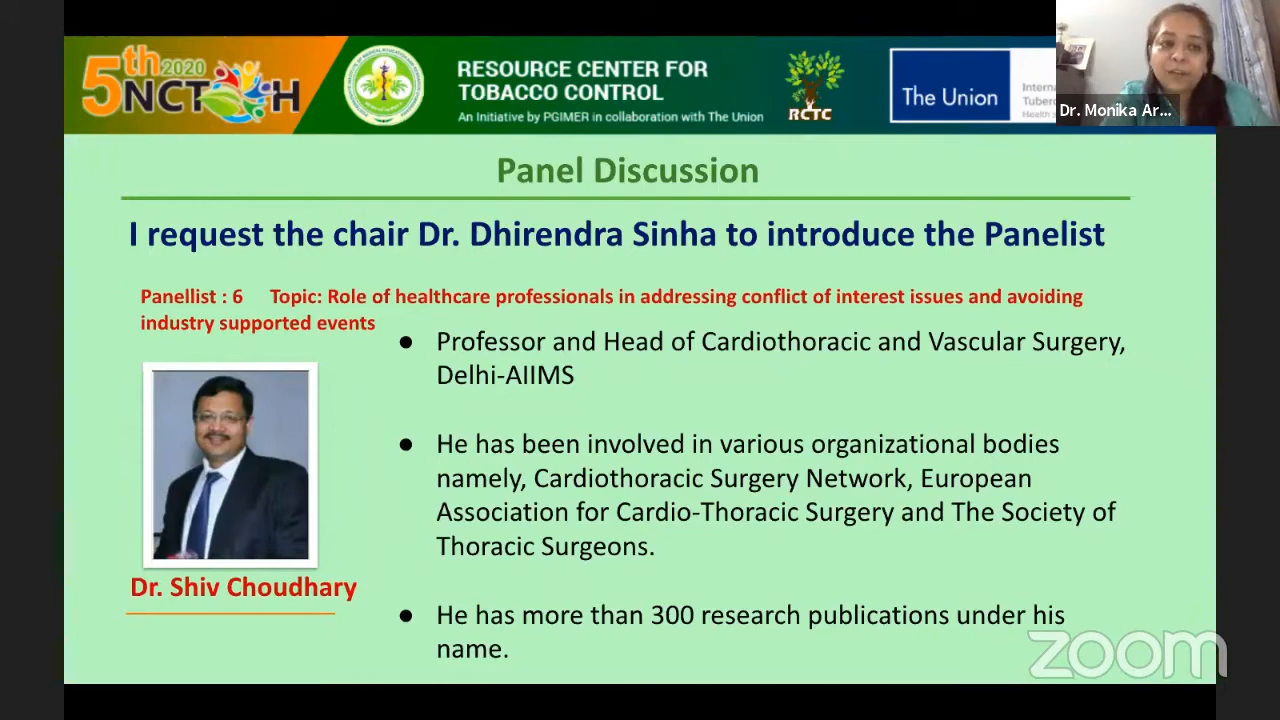 5th 2020
NCTOH
RESOURCE CENTER FOR
TOBACCO CONTROL
An Initiative by PGIMER in collaboration with The Union
RCTC
The Union
Interna
Tuberc
Health s
Dr. Monika Ar...
Panel Discussion
I request the chair Dr. Dhirendra Sinha to introduce the Panelist
Panellist : 6 Topic: Role of healthcare professionals in addressing conflict of interest issues and avoiding
industry supported events
● Professor and Head of Cardiothoracic and Vascular Surgery,
Delhi-AIIMS
● He has been involved in various organizational bodies
namely, Cardiothoracic Surgery Network, European
Association for Cardio-Thoracic Surgery and The Society of
Thoracic Surgeons.
Dr. Shiv Choudhary
● He has more than 300 research publications under his
name.
zoom